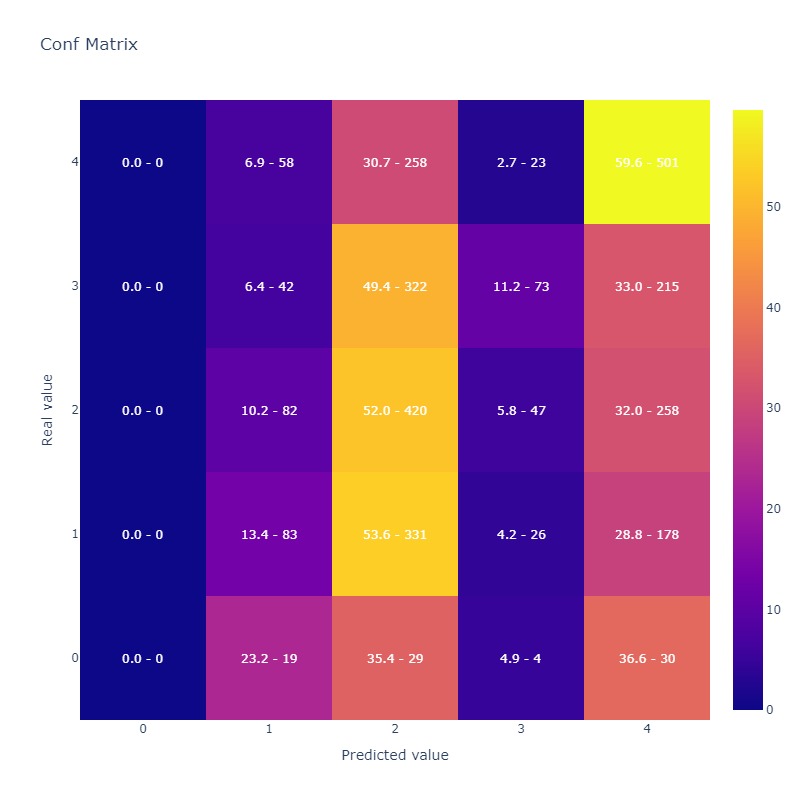 Conf Matrix
4 0.0 - 0 6.9 - 58 30.7 - 258 2.7 - 23 59.6 - 501
50
3 0.0 - 0 6.4 - 42 49.4 - 322 11.2 - 73 33.0 - 215
40
Real value
2 0.0 - 0 10.2 - 82 52.0 - 420 5.8 - 47 32.0 - 258
30
20
1 0.0 - 0 13.4 - 83 53.6 - 331 4.2 - 26 28.8 - 178
10
0 0.0 - 0 23.2 - 19 35.4 - 29 4.9 - 4 36.6 - 30
0
0 1 2 3 4
Predicted value